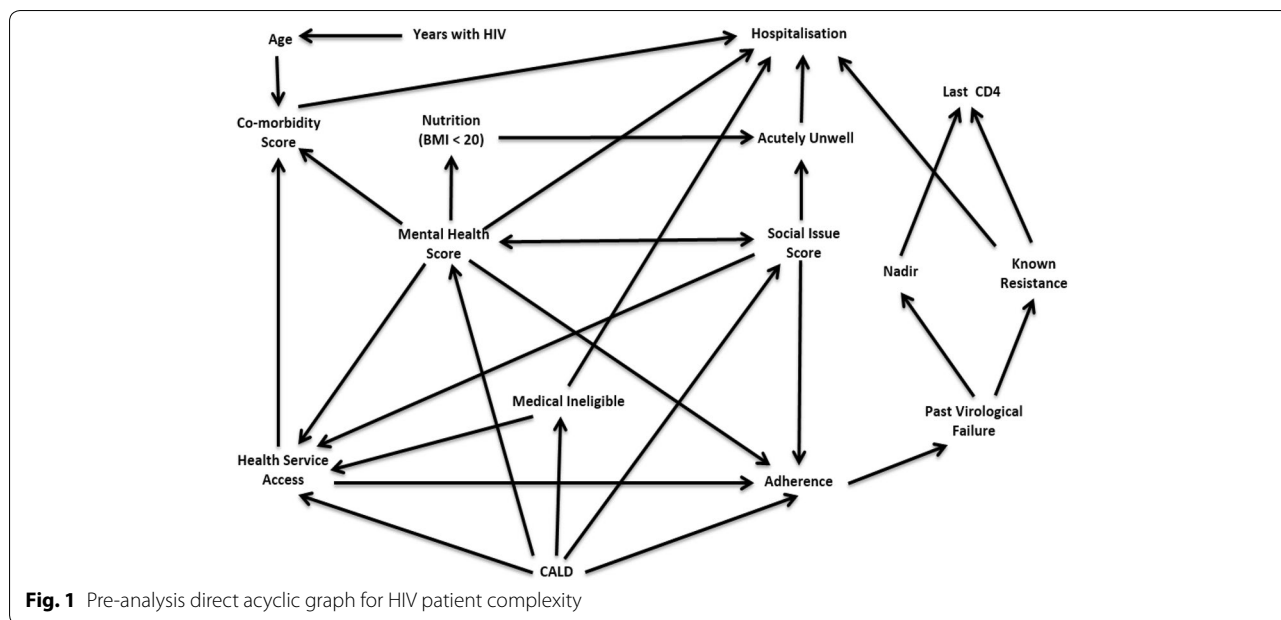 Age
Years with HIV
Hospitalisation
Last CD4
Co-morbidity
Score
Nutrition
(BMI < 20)
Acutely Unwell
Mental Health
Score
Social Issue
Score
Nadir
Known
Resistance
Medical Ineligible
Past Virological
Failure
Health Service
Access
Adherence
CALD
Fig. 1 Pre-analysis direct acyclic graph for HIV patient complexity